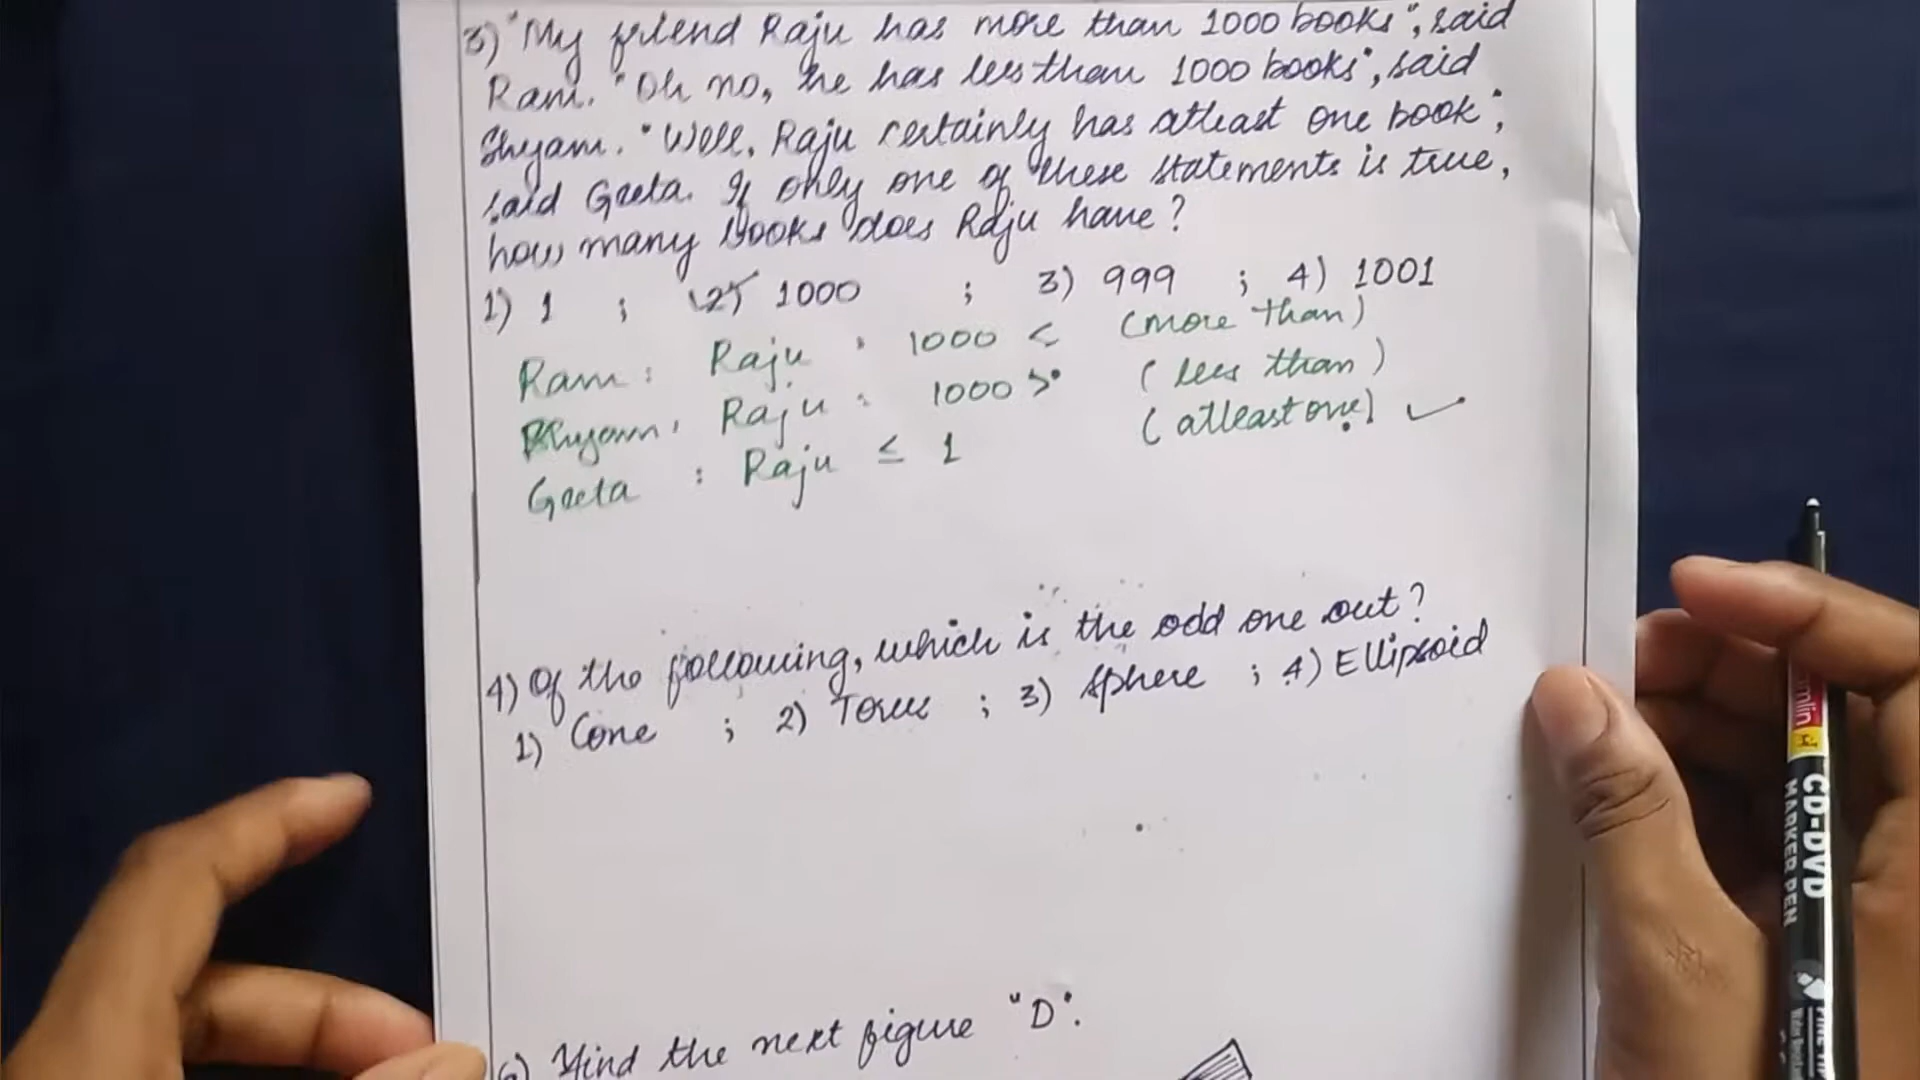 3) "My friend Raju has more than 1000 books", said
Ram. "Oh no, he has less than 1000 books", said
Shyam. "Well, Raju certainly has atleast one book",
said Geeta. If only one of these statements is true,
how many books does Raju have?
1) 1 ; 2) 1000 ; 3) 999 ; 4) 1001
Ram : Raju : 1000 < (more than)
Shyam : Raju : 1000 > (less than)
Geeta : Raju ≤ 1 (atleast one) ✓
4) Of the following, which is the odd one out?
1) Cone ; 2) Torus ; 3) Sphere ; 4) Ellipsoid
Find the next figure "D".
CD-DVD
MARKER PEN